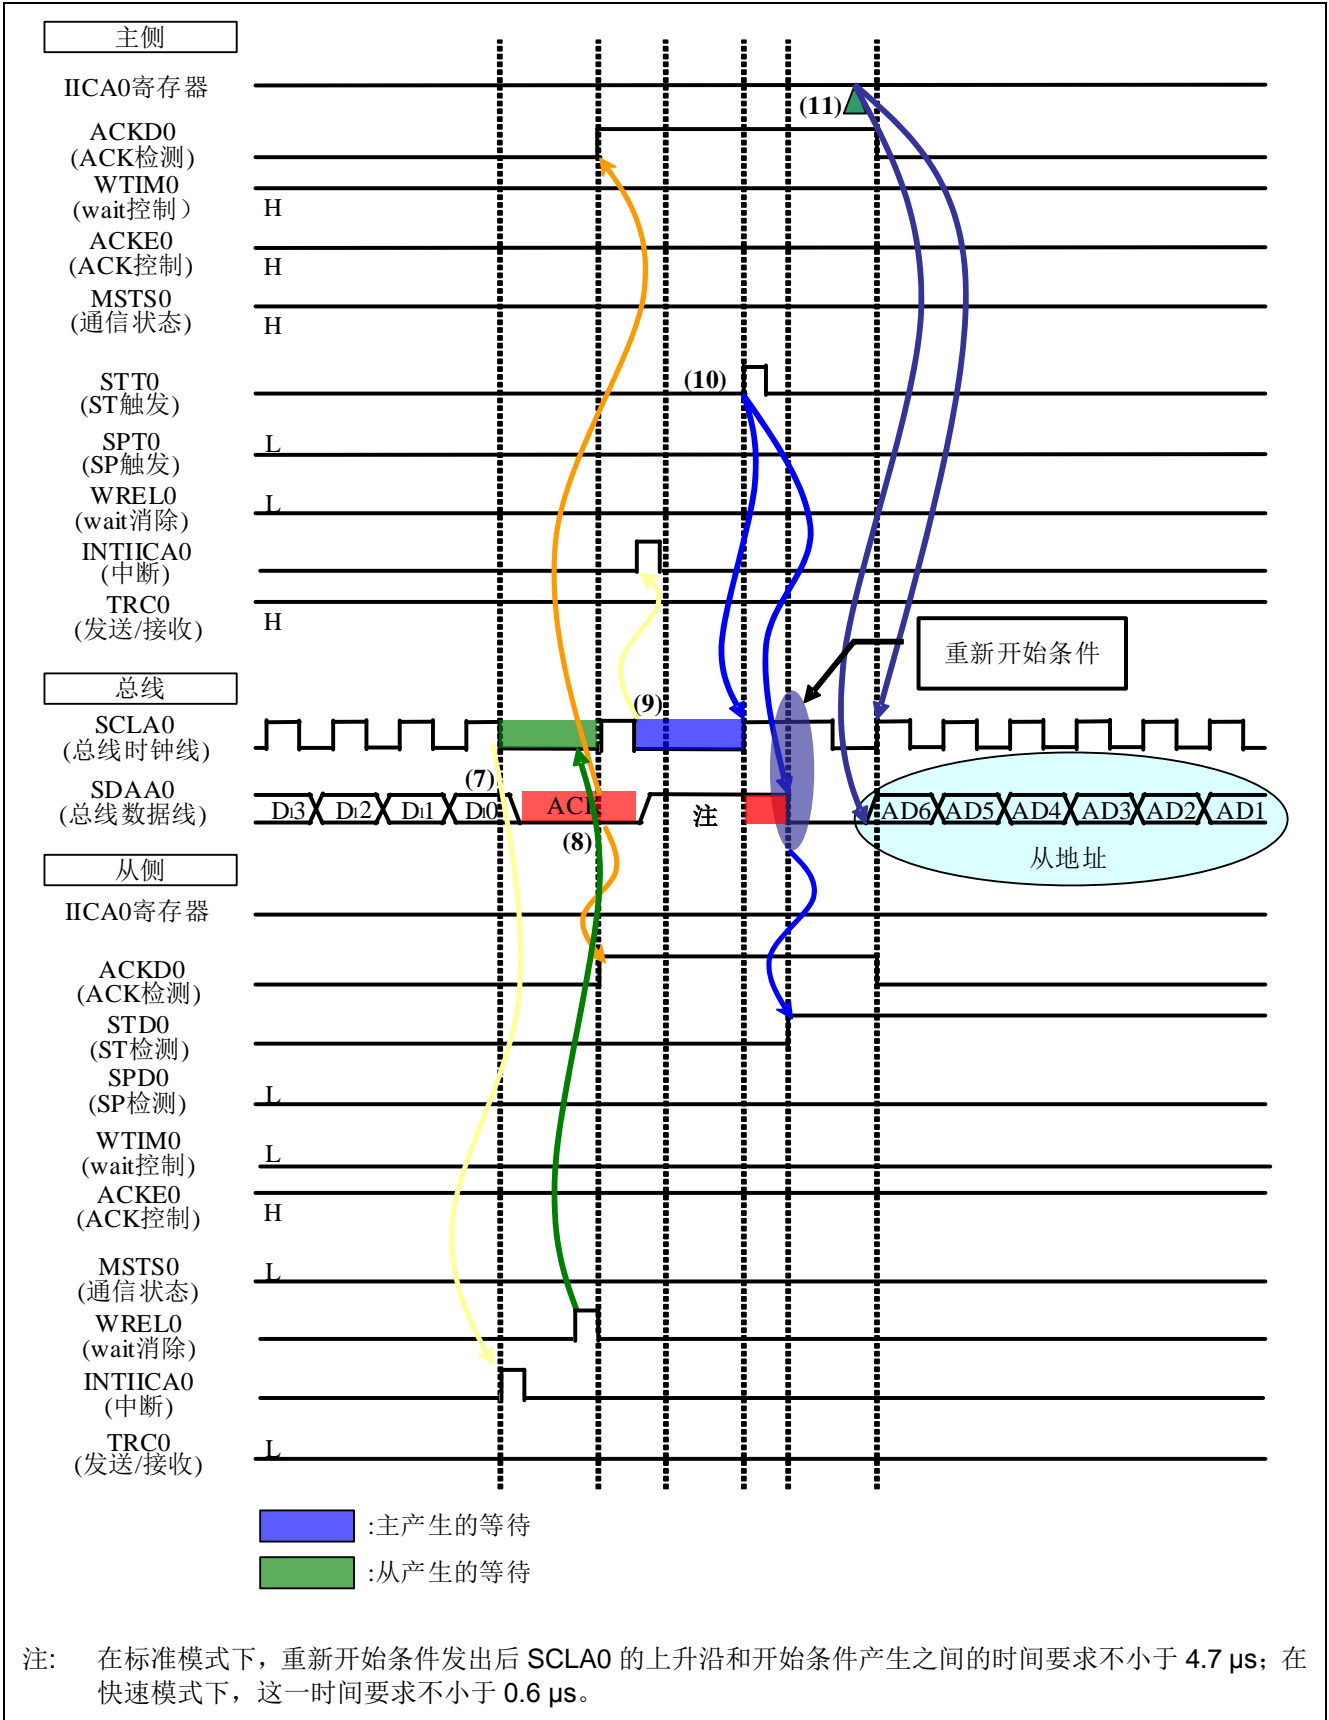 主侧
IICA0寄存器
(11)
ACKD0
(ACK检测)
WTIM0
(wait控制)
H
ACKE0
(ACK控制)
H
MSTS0
(通信状态)
H
STT0
(ST触发)
(10)
SPT0
(SP触发)
L
WREL0
(wait消除)
L
INTIICA0
(中断)
TRC0
(发送/接收)
H
重新开始条件
总线
SCLA0
(总线时钟线)
(9)
SDAA0
(总线数据线)
(7)
D13 D12 D11 D10 ACK 注 AD6 AD5 AD4 AD3 AD2 AD1
(8)
从地址
从侧
IICA0寄存器
ACKD0
(ACK检测)
STD0
(ST检测)
SPD0
(SP检测)
L
WTIM0
(wait控制)
L
ACKE0
(ACK控制)
H
MSTS0
(通信状态)
L
WREL0
(wait消除)
INTIICA0
(中断)
TRC0
(发送/接收)
L
:主产生的等待
:从产生的等待
注: 在标准模式下，重新开始条件发出后 SCLA0 的上升沿和开始条件产生之间的时间要求不小于 4.7 μs；在
快速模式下，这一时间要求不小于 0.6 μs。